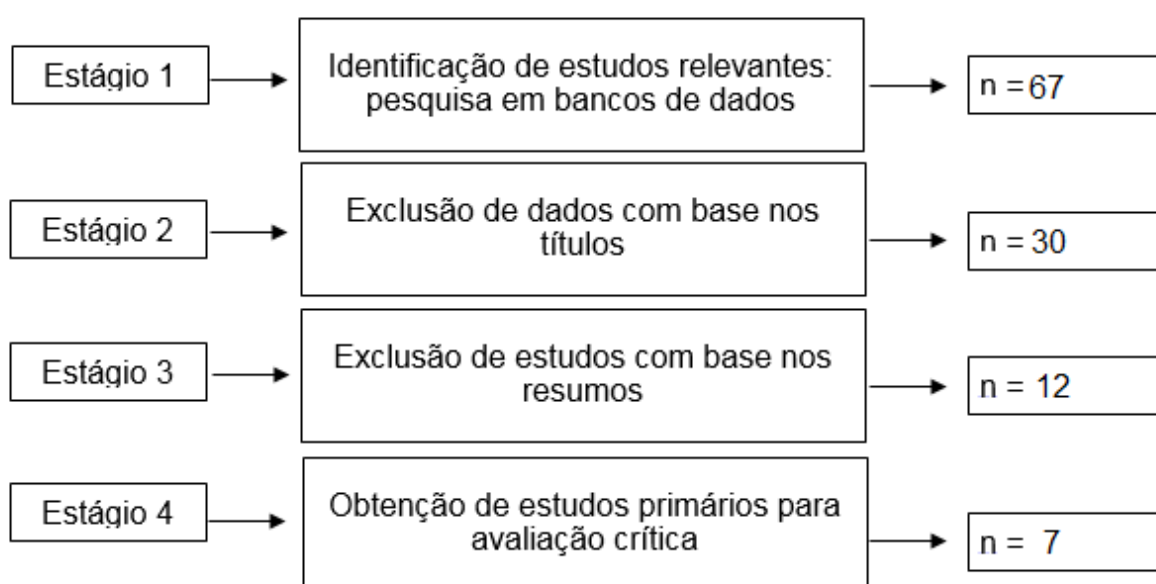 Estágio 1
Identificação de estudos relevantes:
pesquisa em bancos de dados
n = 67
Estágio 2
Exclusão de dados com base nos
títulos
n = 30
Estágio 3
Exclusão de estudos com base nos
resumos
n = 12
Estágio 4
Obtenção de estudos primários para
avaliação crítica
n = 7